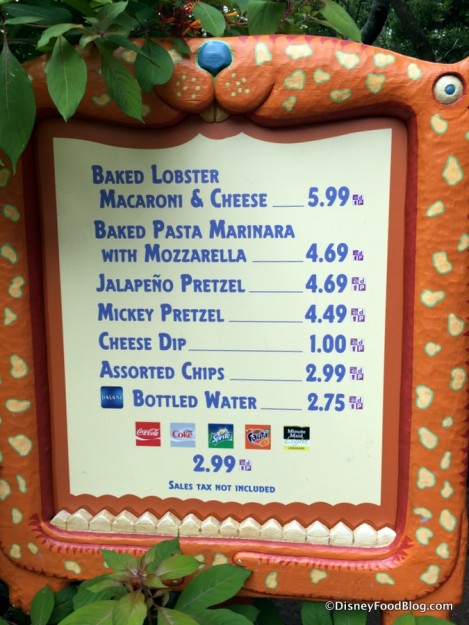 BAKED LOBSTER
MACARONI & CHEESE 5.99
BAKED PASTA MARINARA
WITH MOZZARELLA 4.69
JALAPEÑO PRETZEL 4.69
MICKEY PRETZEL 4.49
CHEESE DIP 1.00
ASSORTED CHIPS 2.99
DASANI BOTTLED WATER 2.75
Coca-Cola Coke Sprite Fanta Minute Maid
2.99
SALES TAX NOT INCLUDED
©DisneyFoodBlog.com